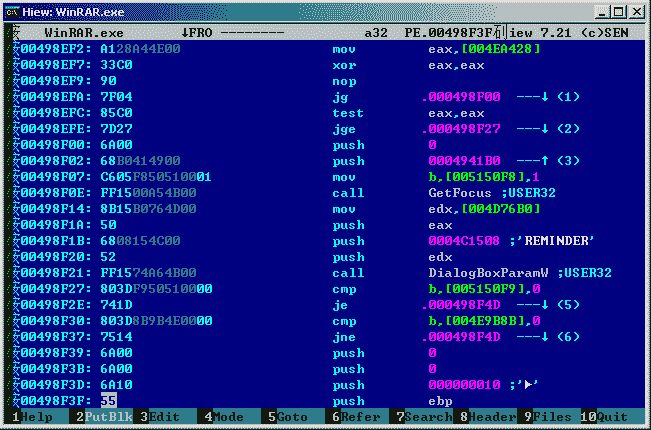 Hiew: WinRAR.exe
WinRAR.exe ↓FRO -------- a32 PE.00498F3F iew 7.21 (c)SEN
00498EF2: A128A44E00 mov eax,[004EA428]
00498EF7: 33C0 xor eax,eax
00498EF9: 90 nop
00498EFA: 7F04 jg .000498F00 ---↓ (1)
00498EFC: 85C0 test eax,eax
00498EFE: 7D27 jge .000498F27 ---↓ (2)
00498F00: 6A00 push 0
00498F02: 68B0414900 push 0004941B0 ---↑ (3)
00498F07: C605F850510001 mov b,[005150F8],1
00498F0E: FF1500A54B00 call GetFocus ;USER32
00498F14: 8B15B0764D00 mov edx,[004D76B0]
00498F1A: 50 push eax
00498F1B: 6808154C00 push 0004C1508 ;'REMINDER'
00498F20: 52 push edx
00498F21: FF1574A64B00 call DialogBoxParamW ;USER32
00498F27: 803DF950510000 cmp b,[005150F9],0
00498F2E: 741D je .000498F4D ---↓ (5)
00498F30: 803D8B9B4E0000 cmp b,[004E9B8B],0
00498F37: 7514 jne .000498F4D ---↓ (6)
00498F39: 6A00 push 0
00498F3B: 6A00 push 0
00498F3D: 6A10 push 000000010 ;'►'
00498F3F: 55 push ebp
1Help 2PutBlk 3Edit 4Mode 5Goto 6Refer 7Search 8Header 9Files 10Quit